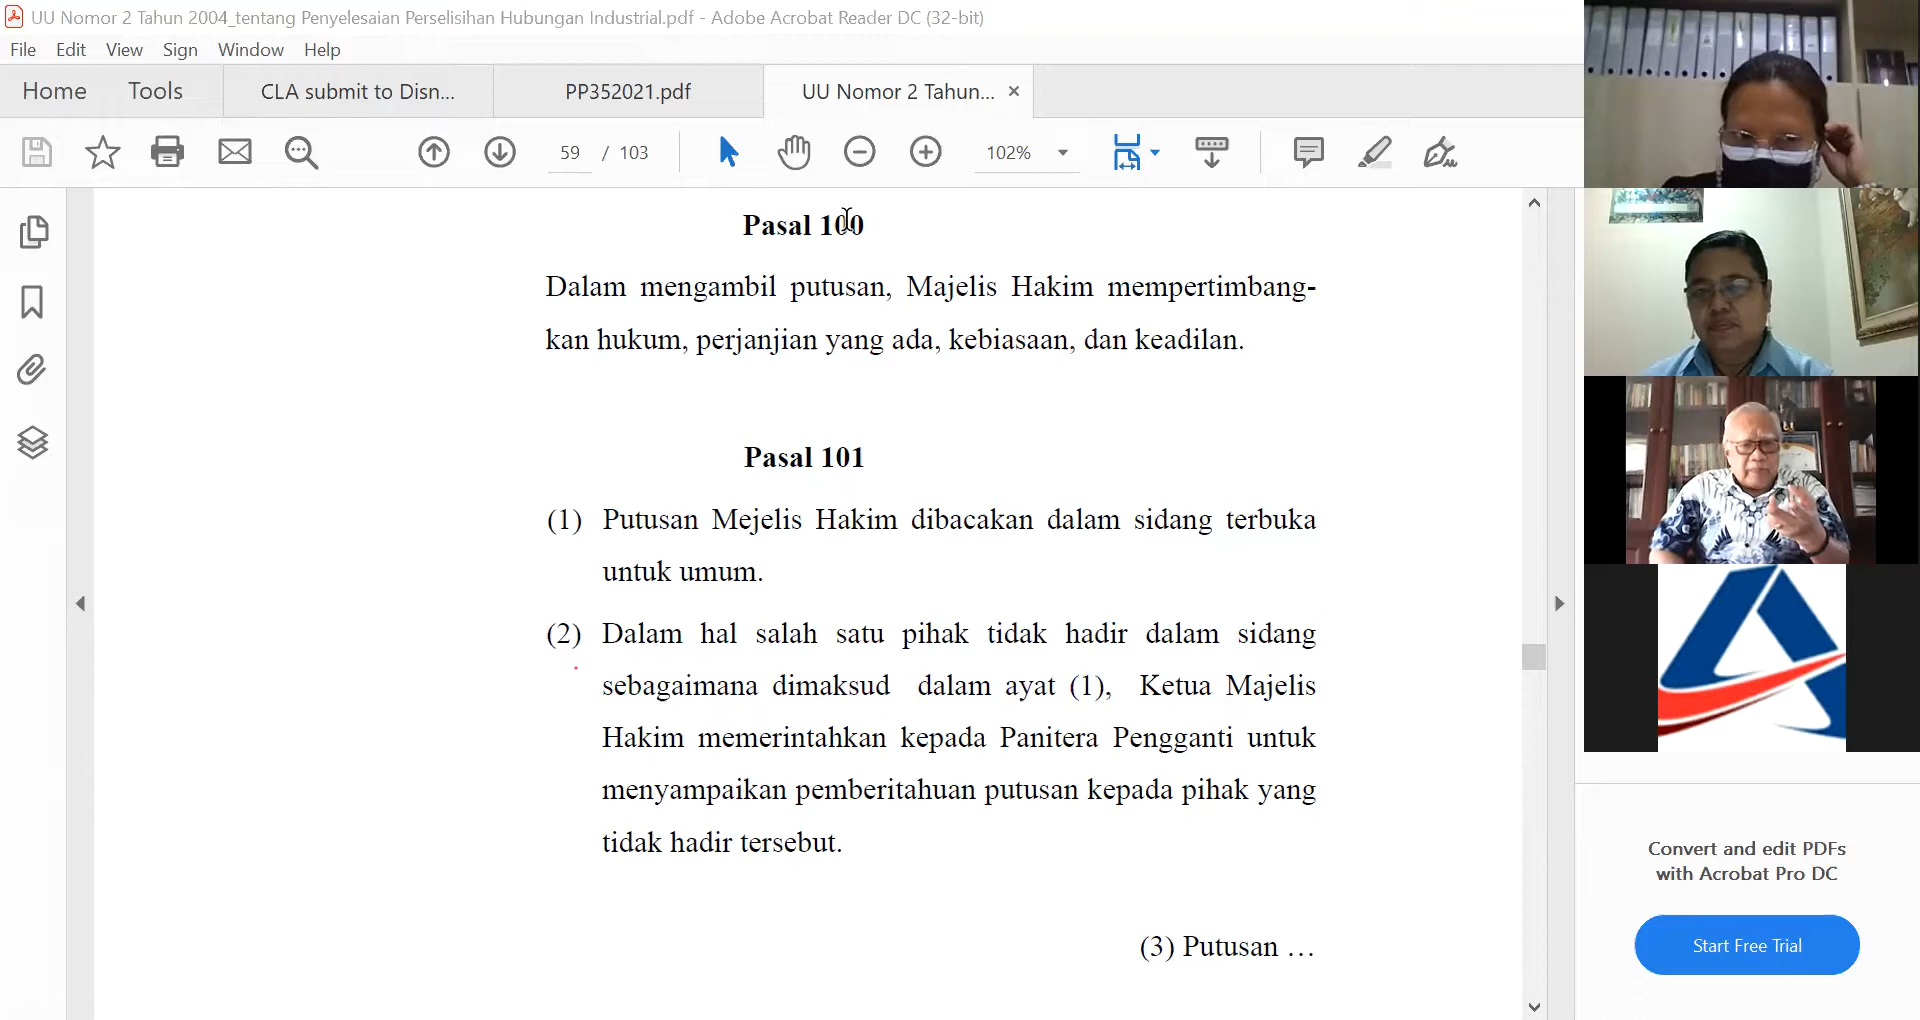 UU Nomor 2 Tahun 2004_tentang Penyelesaian Perselisihan Hubungan Industrial.pdf - Adobe Acrobat Reader DC (32-bit)
File Edit View Sign Window Help
Home Tools CLA submit to Disn... PP352021.pdf UU Nomor 2 Tahun... ×
59 / 103 102%
Pasal 100
Dalam mengambil putusan, Majelis Hakim mempertimbang-
kan hukum, perjanjian yang ada, kebiasaan, dan keadilan.
Pasal 101
(1) Putusan Mejelis Hakim dibacakan dalam sidang terbuka
untuk umum.
(2) Dalam hal salah satu pihak tidak hadir dalam sidang
sebagaimana dimaksud dalam ayat (1), Ketua Majelis
Hakim memerintahkan kepada Panitera Pengganti untuk
menyampaikan pemberitahuan putusan kepada pihak yang
tidak hadir tersebut.
(3) Putusan …
Convert and edit PDFs
with Acrobat Pro DC
Start Free Trial